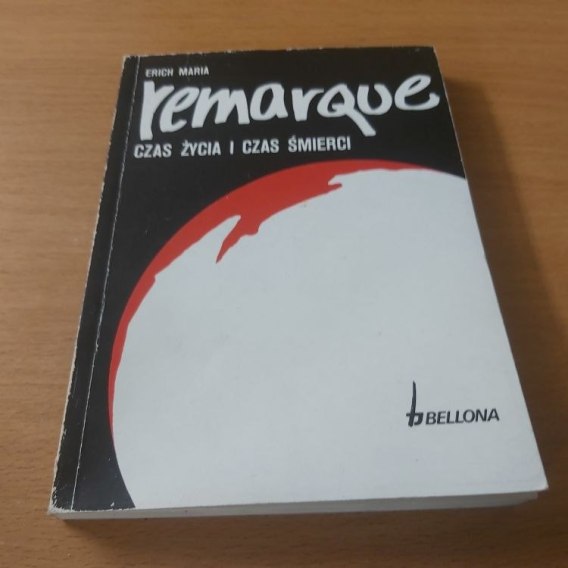 ERICH MARIA
remarque
CZAS ŻYCIA I CZAS ŚMIERCI
b BELLONA